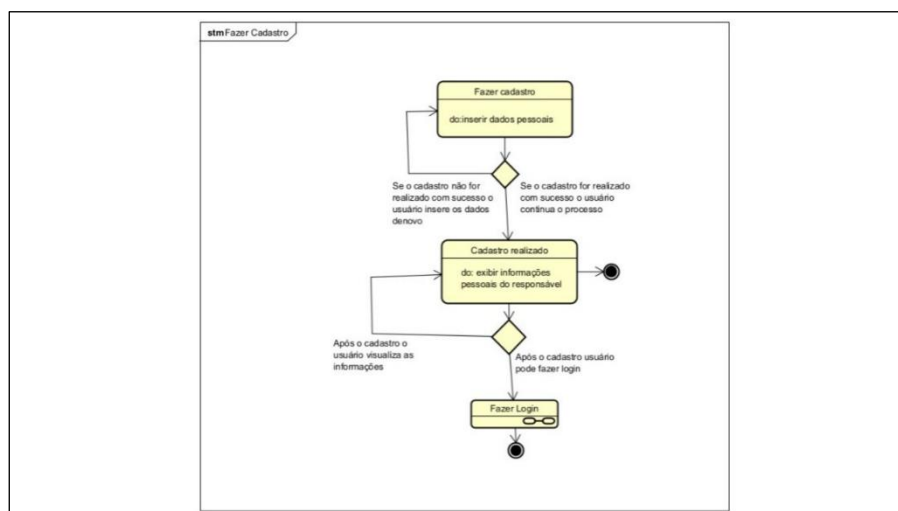 stm Fazer Cadastro
Fazer cadastro
do:inserir dados pessoais
Se o cadastro não for
realizado com sucesso o
usuário insere os dados
denovo
Se o cadastro for realizado
com sucesso o usuário
continua o processo
Cadastro realizado
do: exibir informações
pessoais do responsável
Após o cadastro o
usuário visualiza as
informações
Após o cadastro usuário
pode fazer login
Fazer Login